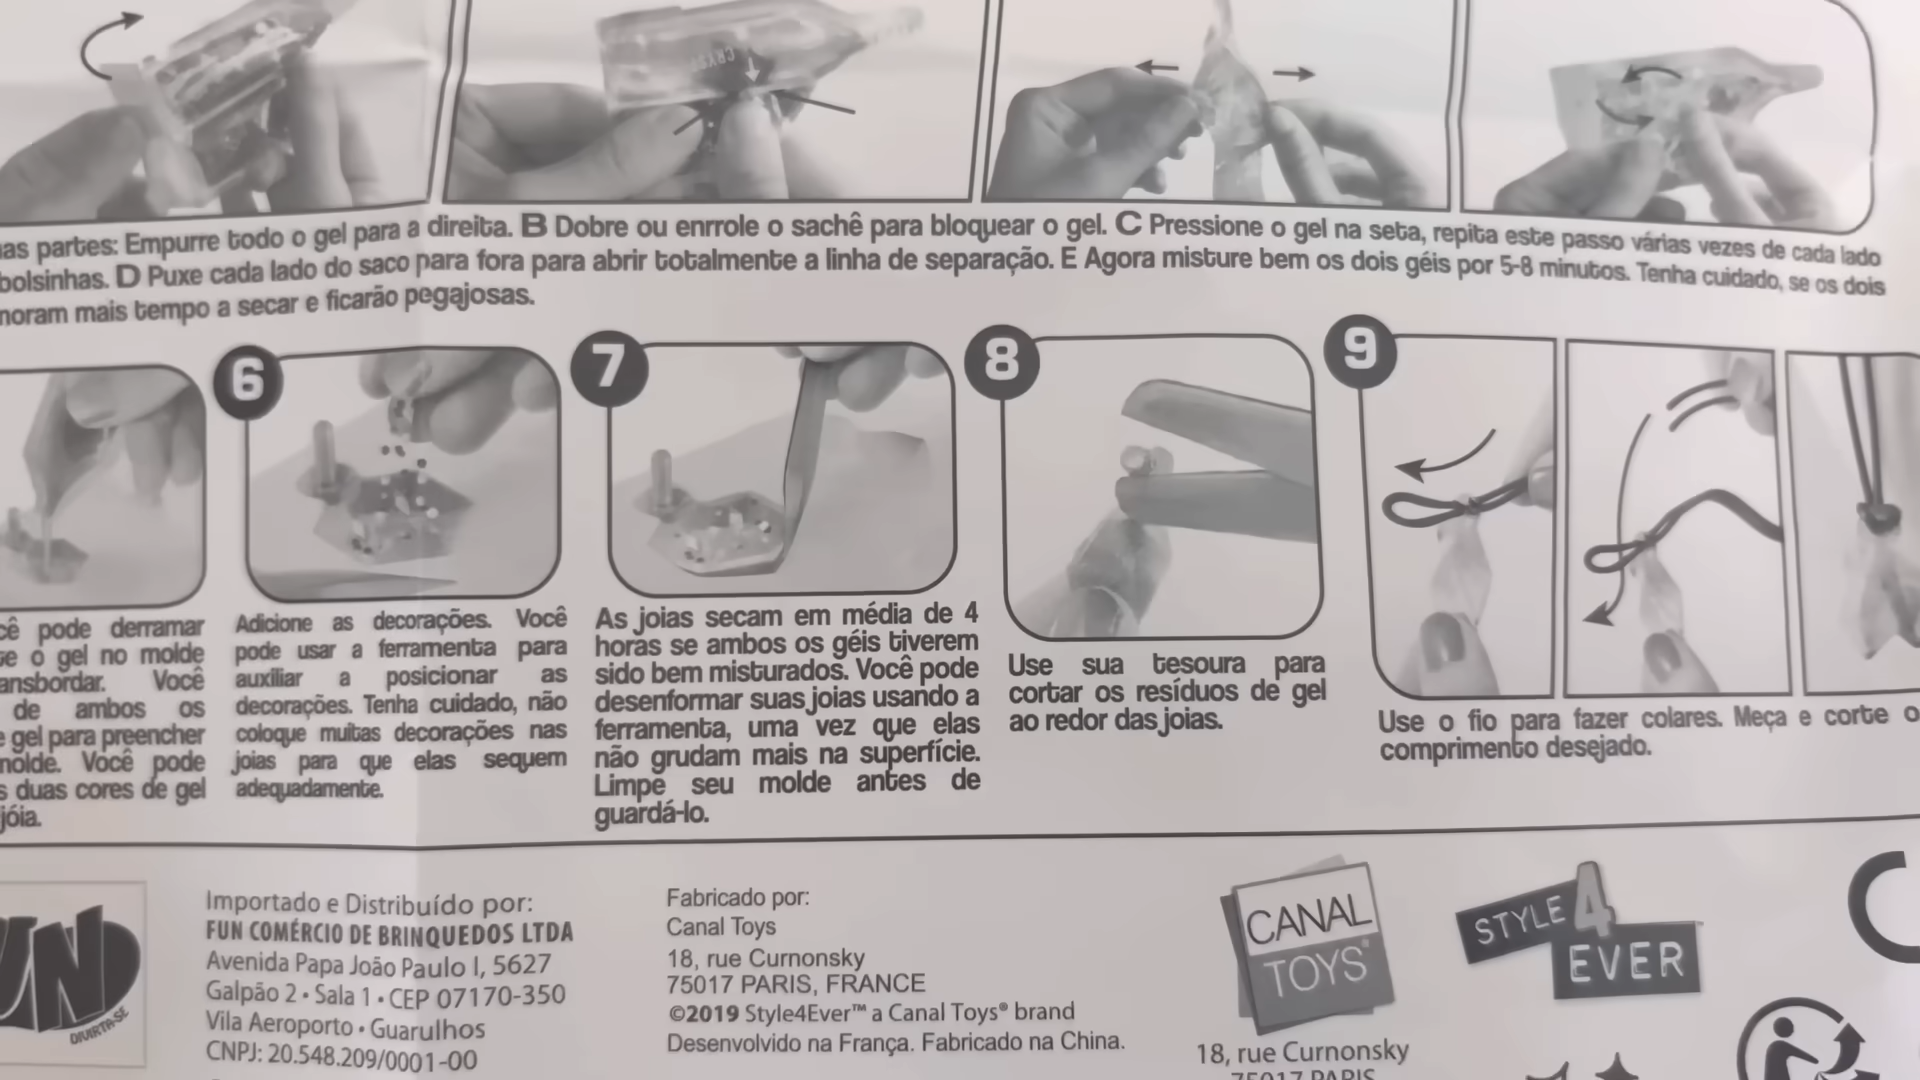 nas partes: Empurre todo o gel para a direita. B Dobre ou enrrole o sachê para bloquear o gel. C Pressione o gel na seta, repita este passo várias vezes de cada lado
bolsinhas. D Puxe cada lado do saco para fora para abrir totalmente a linha de separação. E Agora misture bem os dois géis por 5-8 minutos. Tenha cuidado, se os dois
moram mais tempo a secar e ficarão pegajosas.
cê pode derramar
te o gel no molde
ansbordar. Você
de ambos os
e gel para preencher
molde. Você pode
s duas cores de gel
jóia.
6
Adicione as decorações. Você
pode usar a ferramenta para
auxiliar a posicionar as
decorações. Tenha cuidado, não
coloque muitas decorações nas
joias para que elas sequem
adequadamente.
7
As joias secam em média de 4
horas se ambos os géis tiverem
sido bem misturados. Você pode
desenformar suas joias usando a
ferramenta, uma vez que elas
não grudam mais na superfície.
Limpe seu molde antes de
guardá-lo.
8
Use sua tesoura para
cortar os resíduos de gel
ao redor das joias.
9
Use o fio para fazer colares. Meça e corte o
comprimento desejado.
UN
DIVIRTA-SE
Importado e Distribuído por:
FUN COMÉRCIO DE BRINQUEDOS LTDA
Avenida Papa João Paulo I, 5627
Galpão 2 • Sala 1 • CEP 07170-350
Vila Aeroporto • Guarulhos
CNPJ: 20.548.209/0001-00
Fabricado por:
Canal Toys
18, rue Curnonsky
75017 PARIS, FRANCE
©2019 Style4Ever™ a Canal Toys® brand
Desenvolvido na França. Fabricado na China.
CANAL
TOYS®
18, rue Curnonsky
75017 PARIS
STYLE 4
EVER